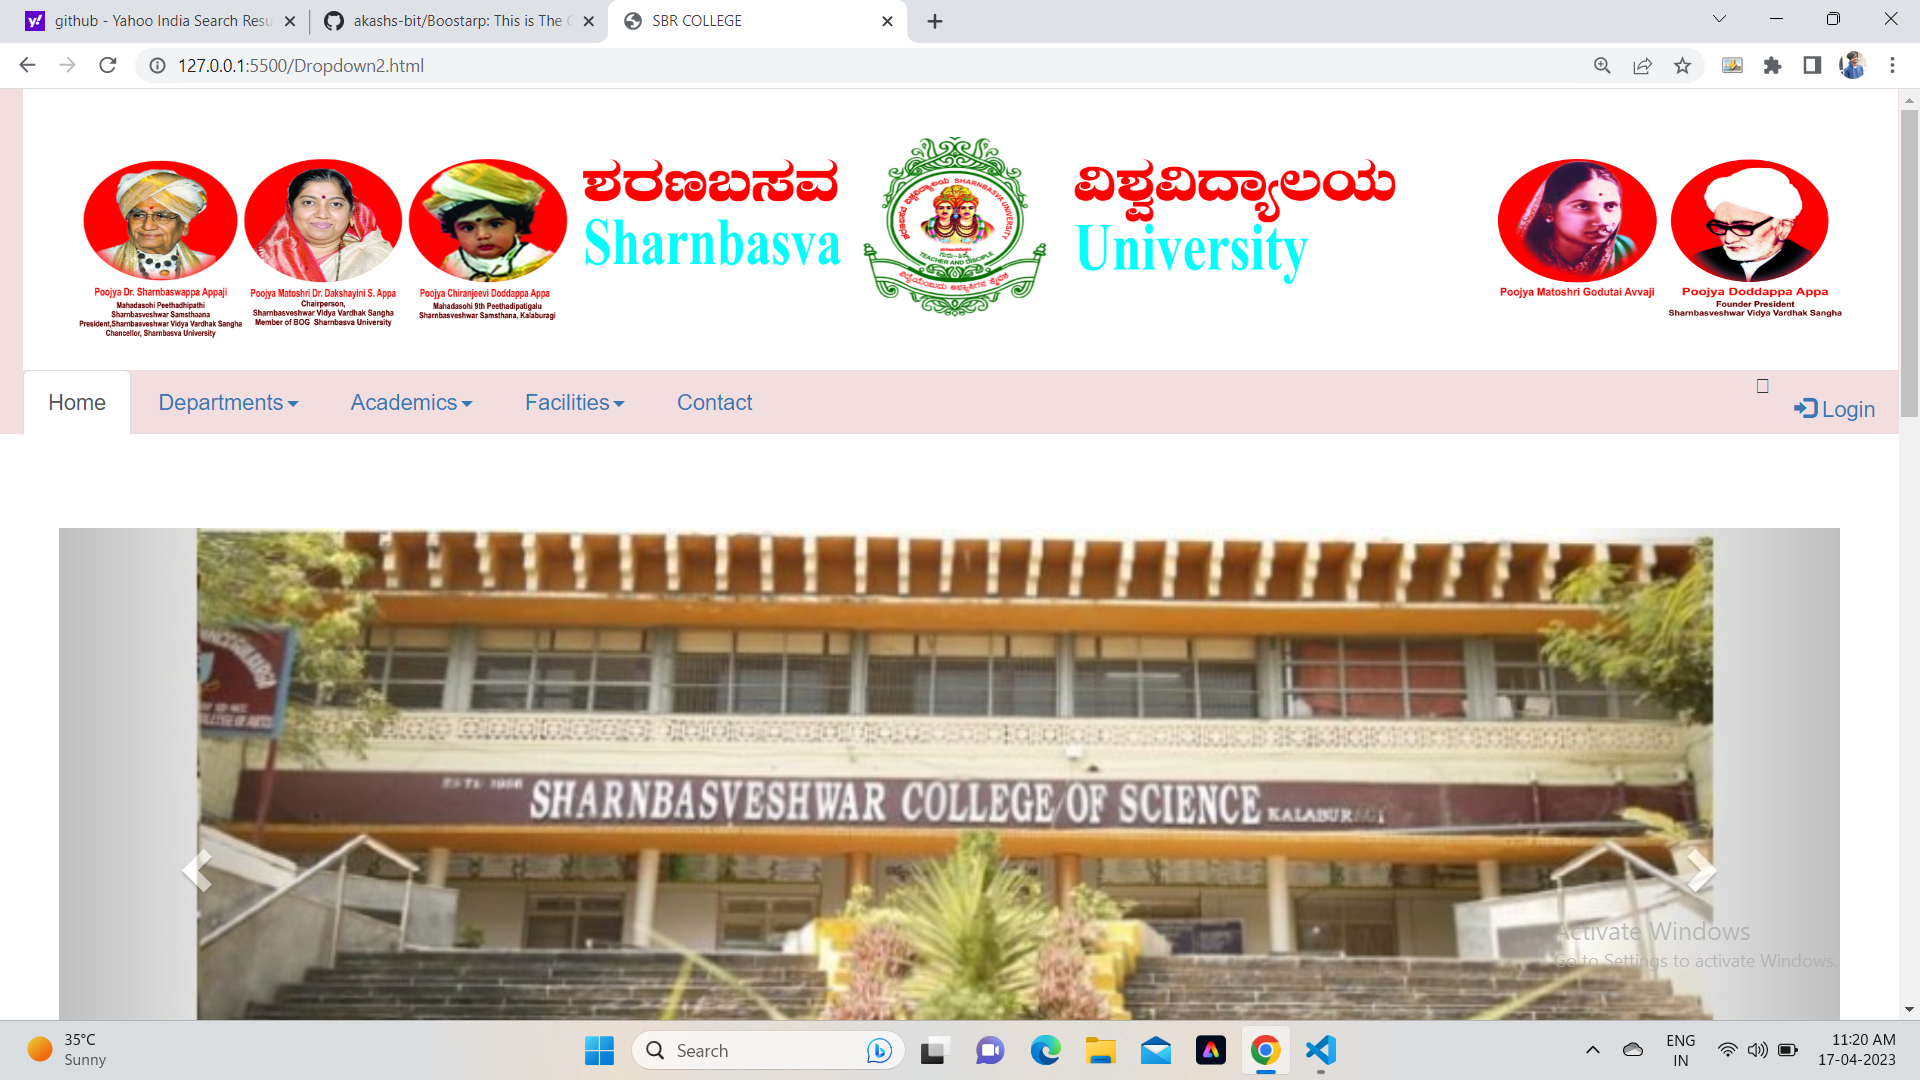 github - Yahoo India Search Resu
akashs-bit/Boostarp: This is The
SBR COLLEGE
127.0.0.1:5500/Dropdown2.html
ಶರಣಬಸವ
ವಿಶ್ವವಿದ್ಯಾಲಯ
Sharnbasva
University
SHARNBASVA UNIVERSITY
TEACHER AND DISCIPLE
Poojya Dr. Sharnbaswappa Appaji
Mahadasohi Peethadhipathi
Sharnbasveshwar Samsthaana
President,Sharnbasveshwar Vidya Vardhak Sangha
Chancellor, Sharnbasva University
Poojya Matoshri Dr. Dakshayini S. Appa
Chairperson,
Sharnbasveshwar Vidya Vardhak Sangha
Member of BOG Sharnbasva University
Poojya Chiranjeevi Doddappa Appa
Mahadasohi 9th Peethadipatigalu
Sharnbasveshwar Samsthana, Kalaburagi
Poojya Matoshri Godutai Avvaji
Poojya Doddappa Appa
Founder President
Sharnbasveshwar Vidya Vardhak Sangha
Home
Departments
Academics
Facilities
Contact
Login
SHARNBASVESHWAR COLLEGE OF SCIENCE KALABURAGI
Activate Windows
Go to Settings to activate Windows.
35°C
Sunny
Search
ENG
IN
11:20 AM
17-04-2023